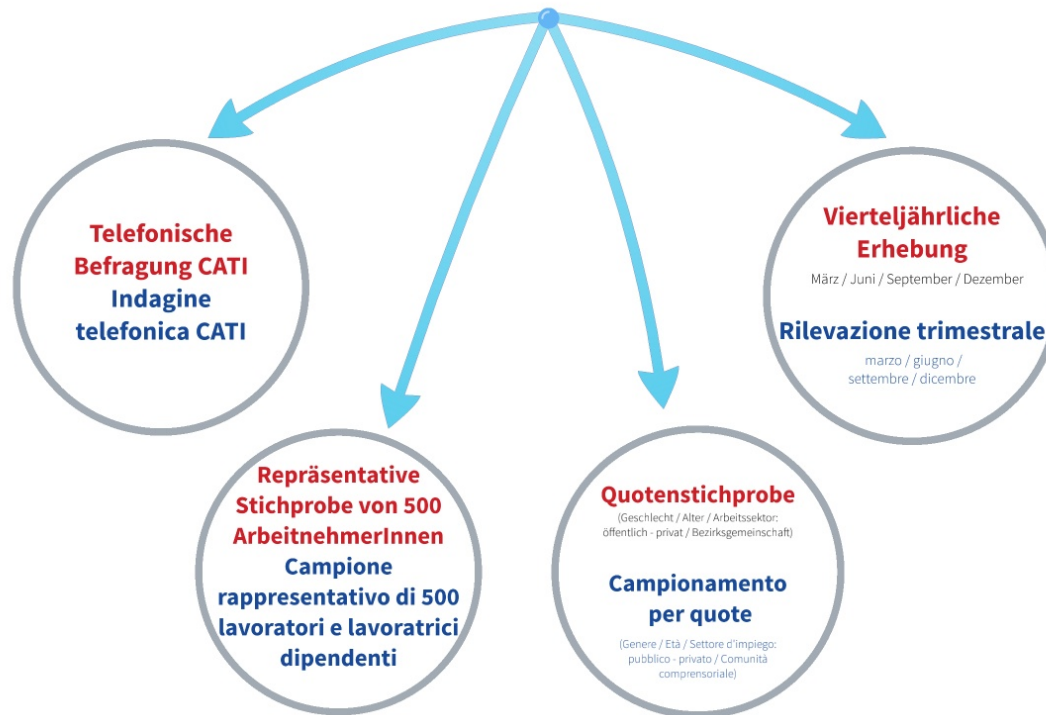 Telefonische
Befragung CATI
Indagine
telefonica CATI
Repräsentative
Stichprobe von 500
ArbeitnehmerInnen
Campione
rappresentativo di 500
lavoratori e lavoratrici
dipendenti
Quotenstichprobe
(Geschlecht / Alter / Arbeitssektor:
öffentlich - privat / Bezirksgemeinschaft)
Campionamento
per quote
(Genere / Età / Settore d'impiego:
pubblico - privato / Comunità
comprensoriale)
Vierteljährliche
Erhebung
März / Juni / September / Dezember
Rilevazione trimestrale
marzo / giugno /
settembre / dicembre